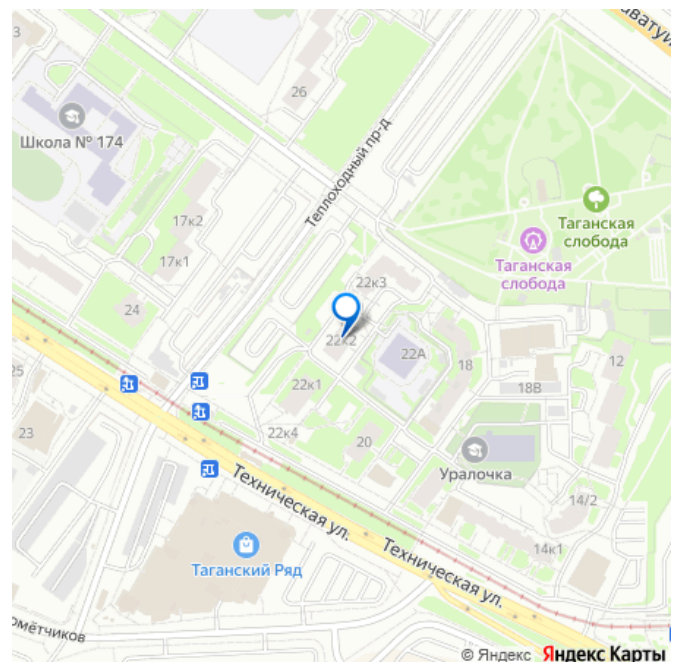 3
аватуи
26
Школа № 174
Теплоходный пр-д
17к2
17к1
Таганская
слобода
Таганская
слобода
22к3
24
22к2
22А
18
12
18В
25
22к1
23
22к4
20
Уралочка
Техническая ул.
14/2
14к1
Таганский Ряд
Техническая ул.
омётчиков
© Яндекс Яндекс Карты